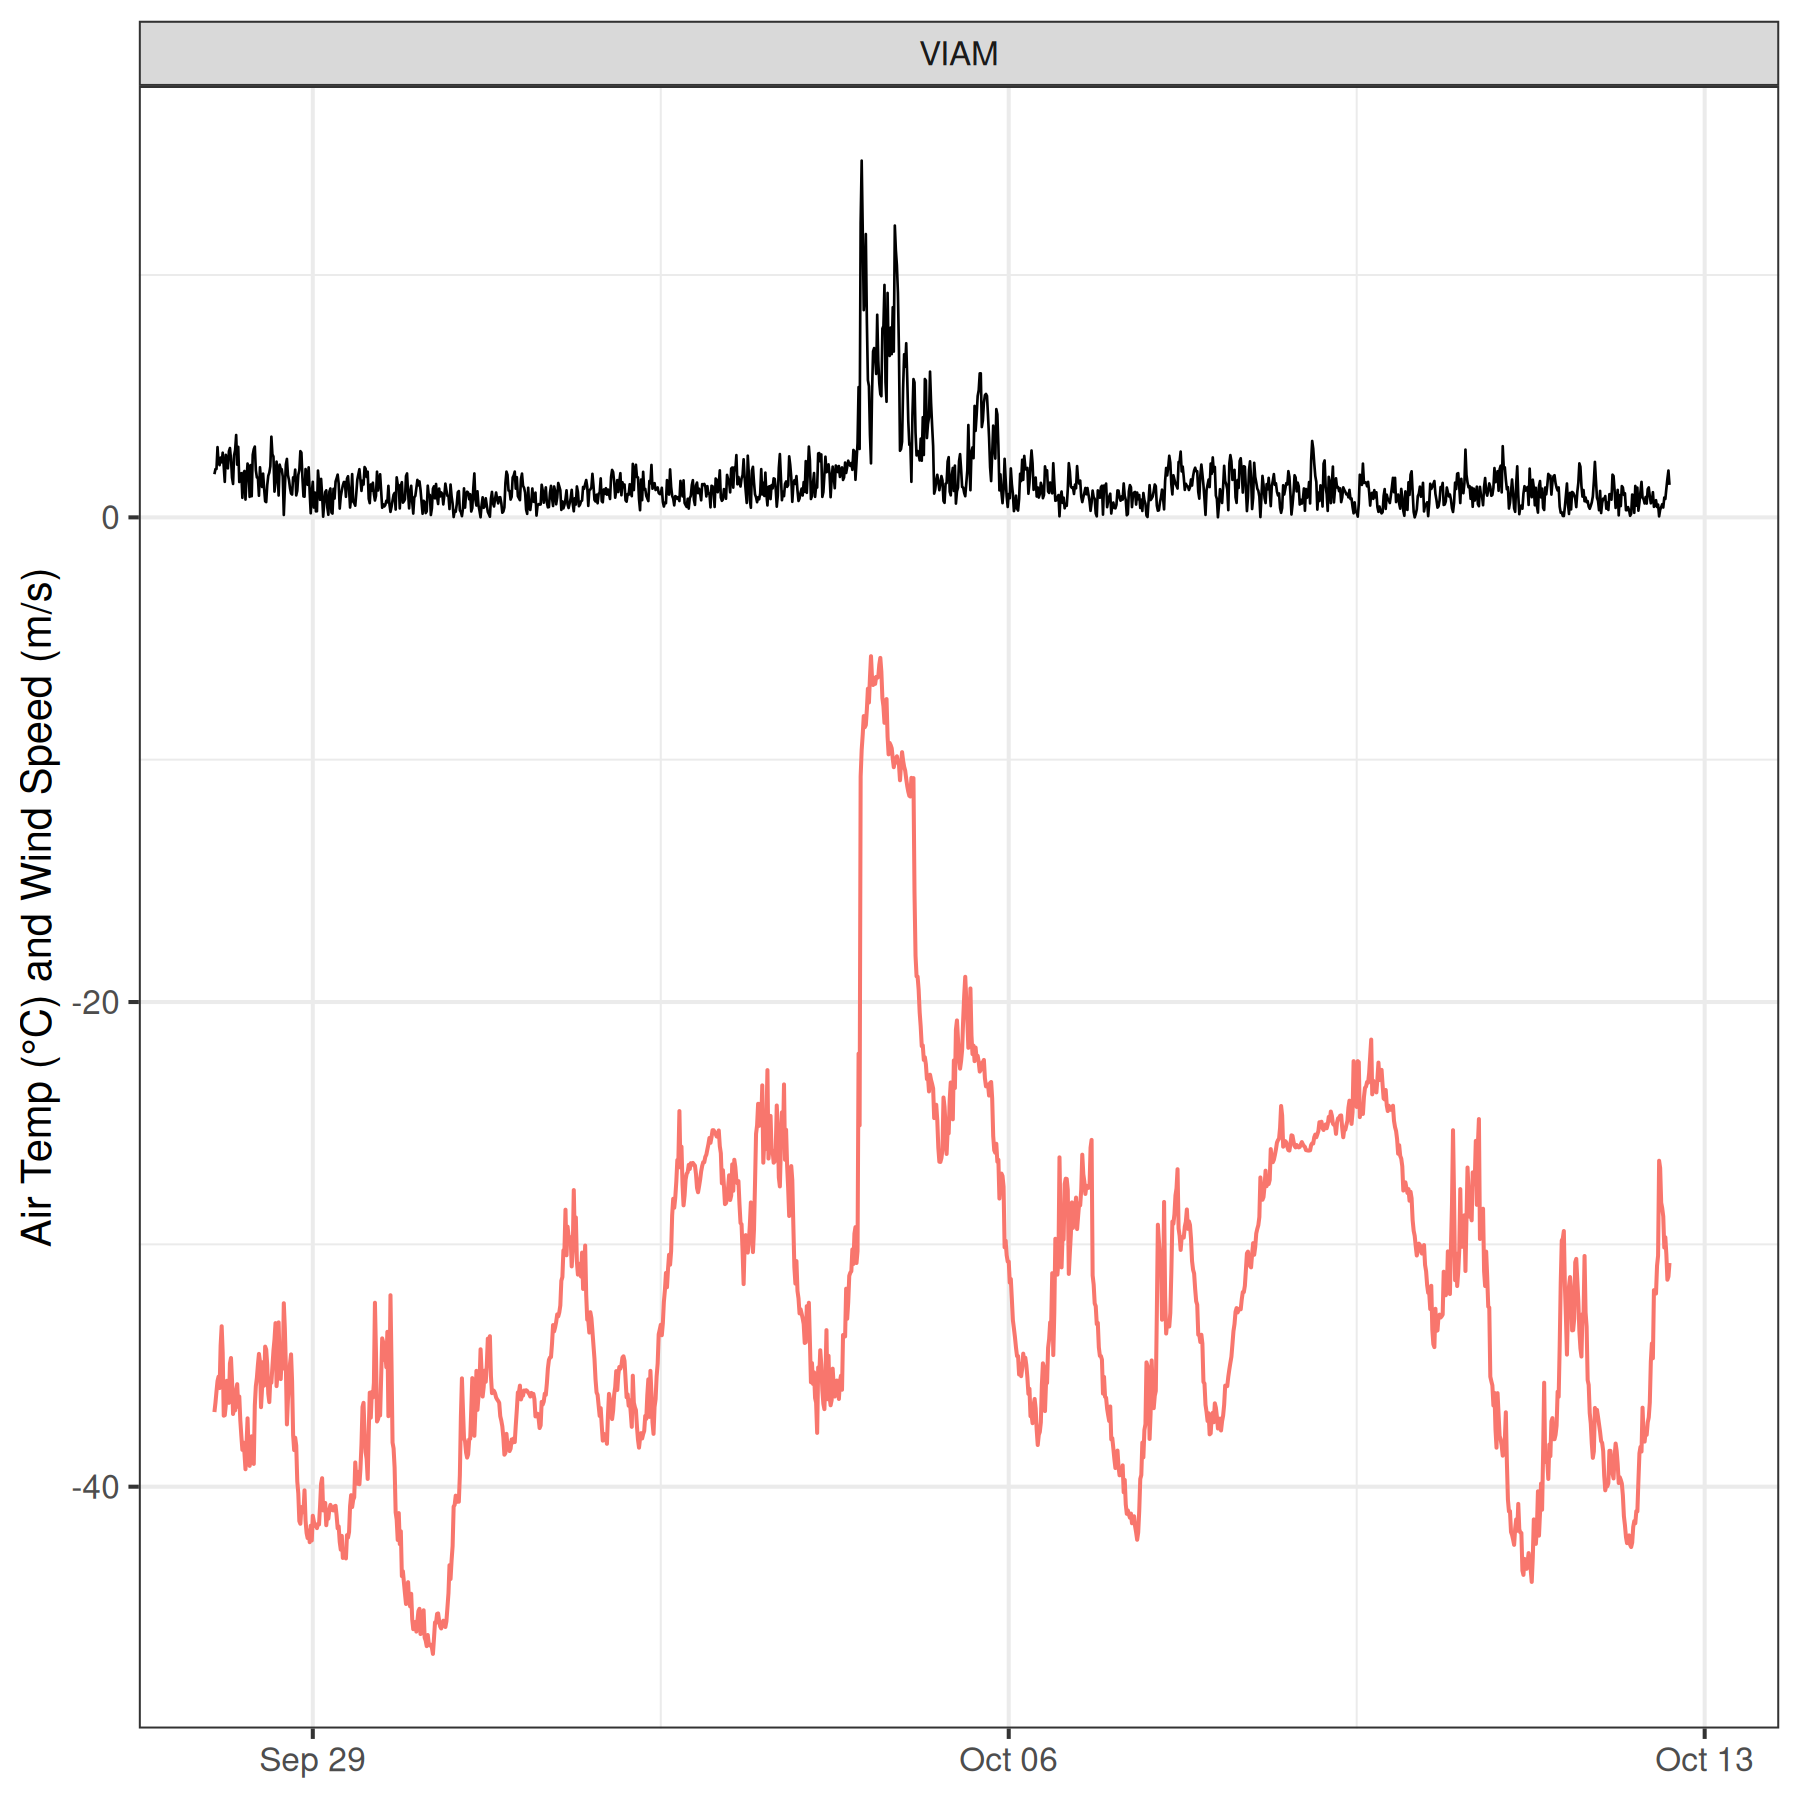 VIAM
Air Temp (°C) and Wind Speed (m/s)
0
-20
-40
Sep 29
Oct 06
Oct 13